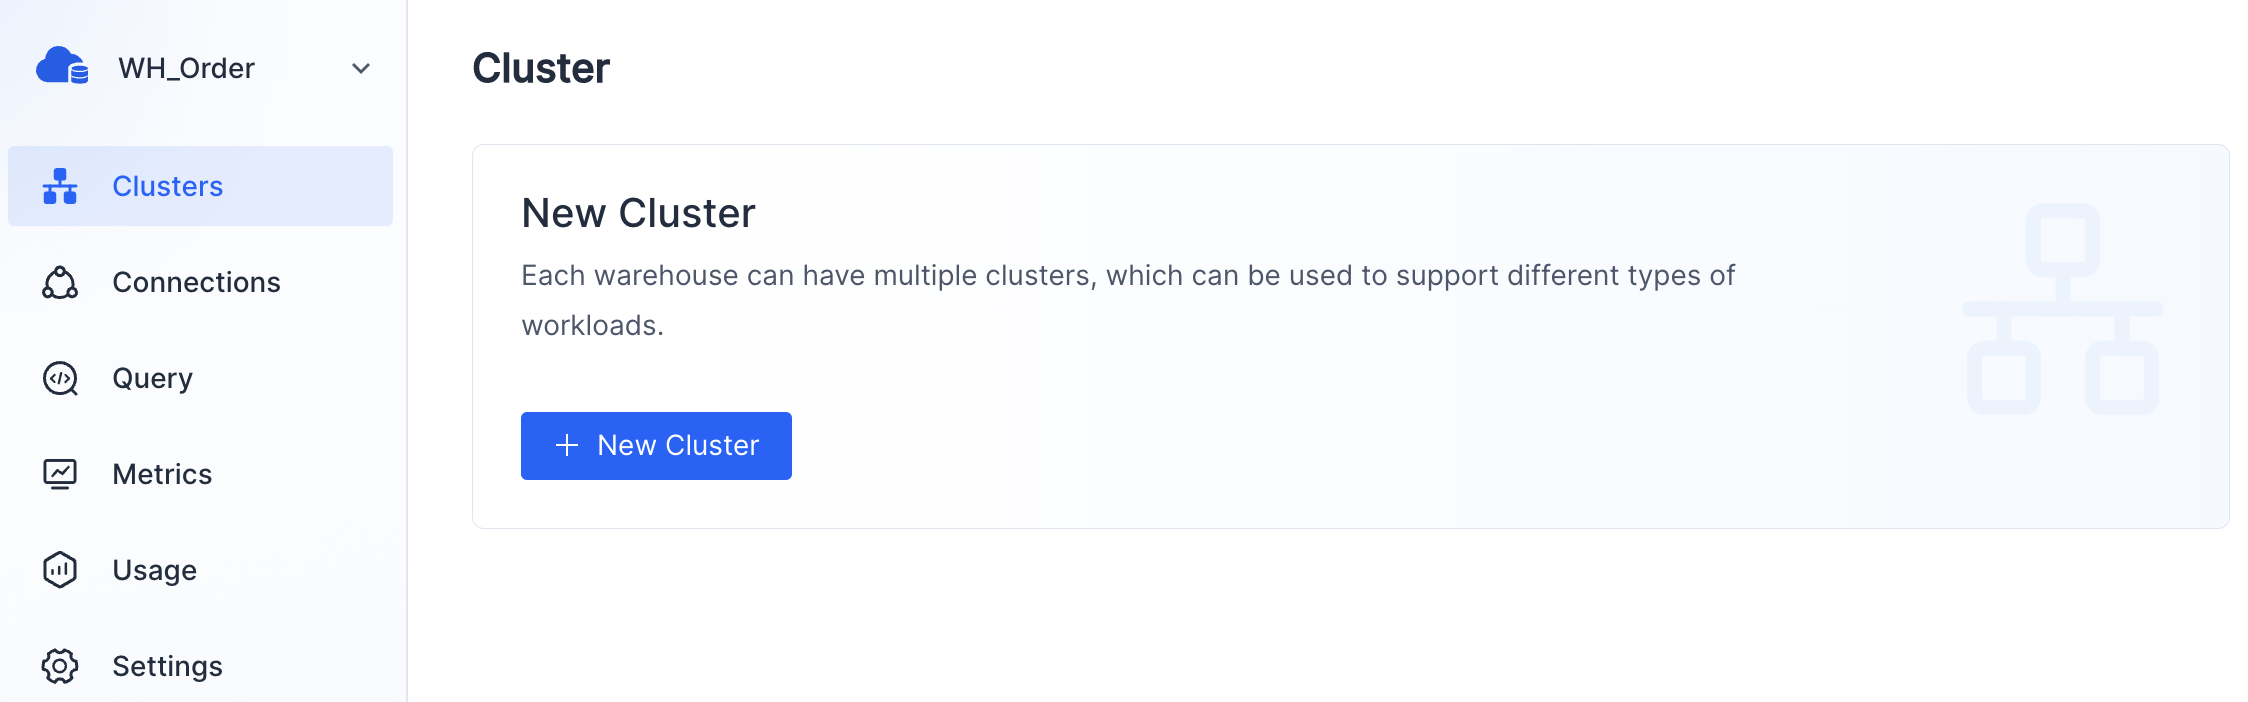 WH_Order
Clusters
Connections
Query
Metrics
Usage
Settings
Cluster
New Cluster
Each warehouse can have multiple clusters, which can be used to support different types of
workloads.
New Cluster